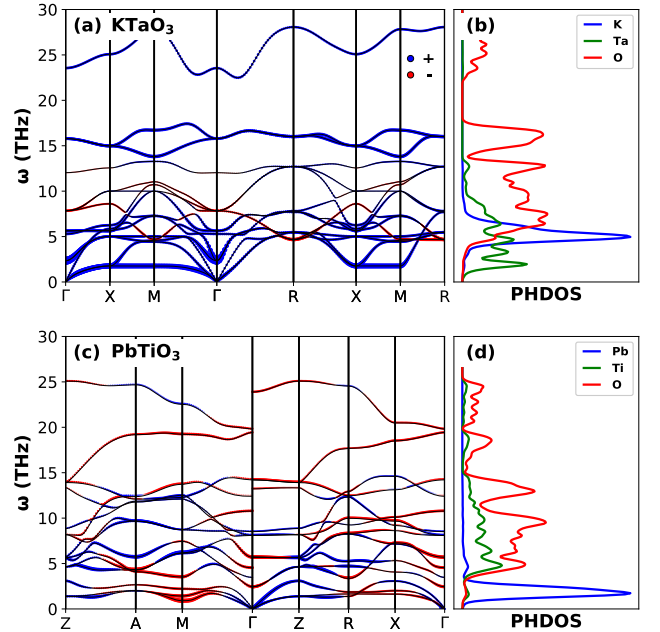 (a) KTaO3
(b)
+
-
K
Ta
O
ω (THz)
30
25
20
15
10
5
0
Γ X M Γ R X M R
PHDOS
(c) PbTiO3
(d)
Pb
Ti
O
ω (THz)
30
25
20
15
10
5
0
Z A M Γ Z R X Γ
PHDOS